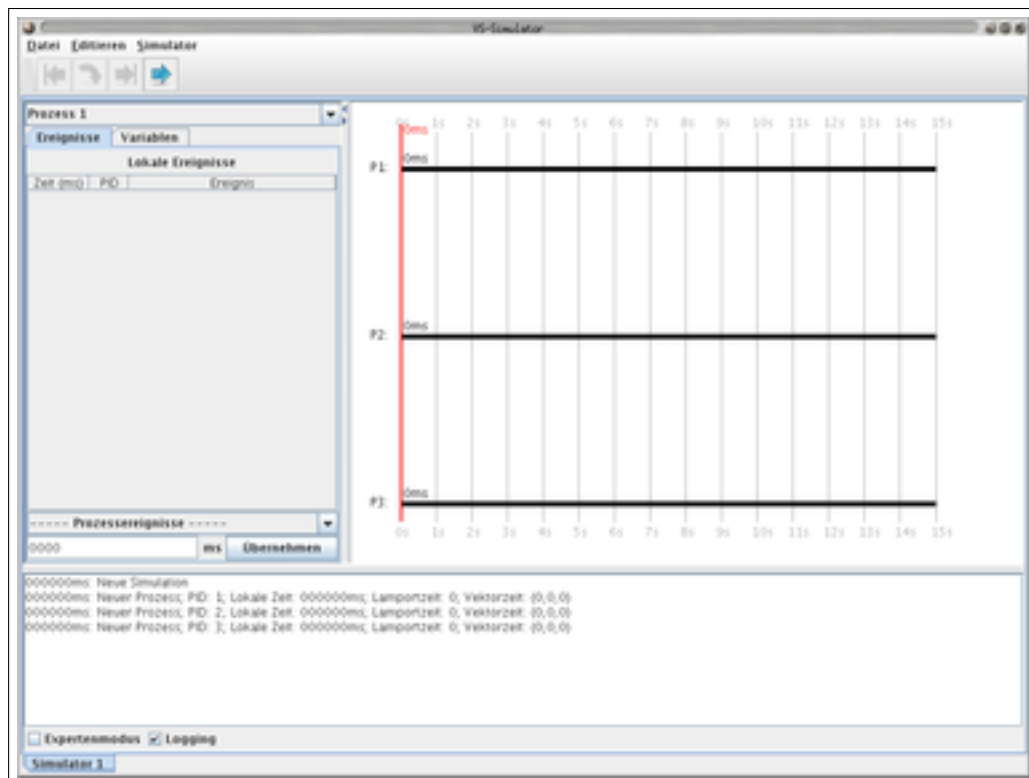 VS-Simulator
Datei Editieren Simulator
Prozess 1
Ereignisse Variablen
Lokale Ereignisse
Zeit (ms) PID Ereignis
----- Prozessereignisse -----
0000 ms Übernehmen
0s 1s 2s 3s 4s 5s 6s 7s 8s 9s 10s 11s 12s 13s 14s 15s
0ms
P1: 0ms
P2: 0ms
P3: 0ms
0s 1s 2s 3s 4s 5s 6s 7s 8s 9s 10s 11s 12s 13s 14s 15s
000000ms: Neue Simulation
000000ms: Neuer Prozess; PID: 1; Lokale Zeit: 000000ms; Lamportzeit: 0; Vektorzeit: (0,0,0)
000000ms: Neuer Prozess; PID: 2; Lokale Zeit: 000000ms; Lamportzeit: 0; Vektorzeit: (0,0,0)
000000ms: Neuer Prozess; PID: 3; Lokale Zeit: 000000ms; Lamportzeit: 0; Vektorzeit: (0,0,0)
Expertenmodus Logging
Simulator 1